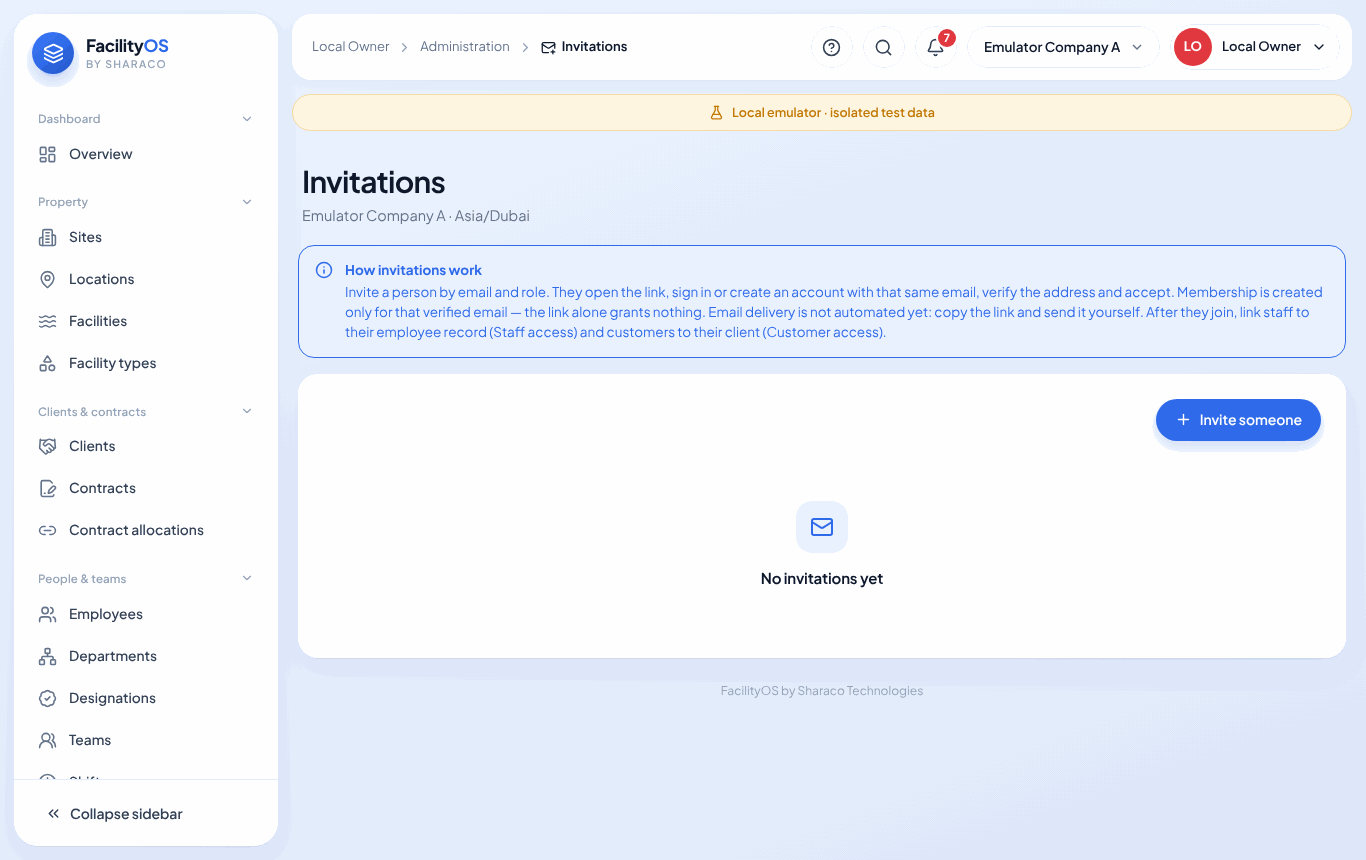 FacilityOS
BY SHARACO
Dashboard
Overview
Property
Sites
Locations
Facilities
Facility types
Clients & contracts
Clients
Contracts
Contract allocations
People & teams
Employees
Departments
Designations
Teams
Collapse sidebar
Local Owner
Administration
Invitations
7
Emulator Company A
LO
Local Owner
Local emulator · isolated test data
Invitations
Emulator Company A · Asia/Dubai
How invitations work
Invite a person by email and role. They open the link, sign in or create an account with that same email, verify the address and accept. Membership is created
only for that verified email — the link alone grants nothing. Email delivery is not automated yet: copy the link and send it yourself. After they join, link staff to
their employee record (Staff access) and customers to their client (Customer access).
Invite someone
No invitations yet
FacilityOS by Sharaco Technologies